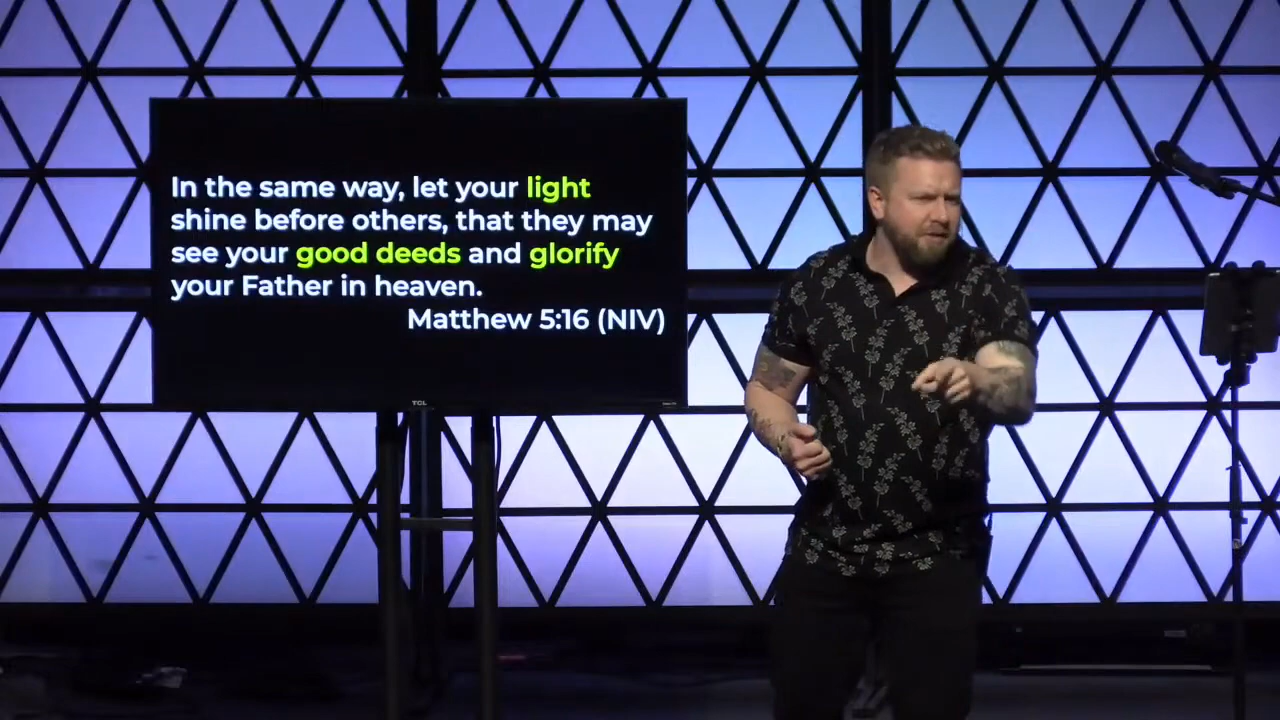 In the same way, let your light
shine before others, that they may
see your good deeds and glorify
your Father in heaven.
Matthew 5:16 (NIV)
TCL